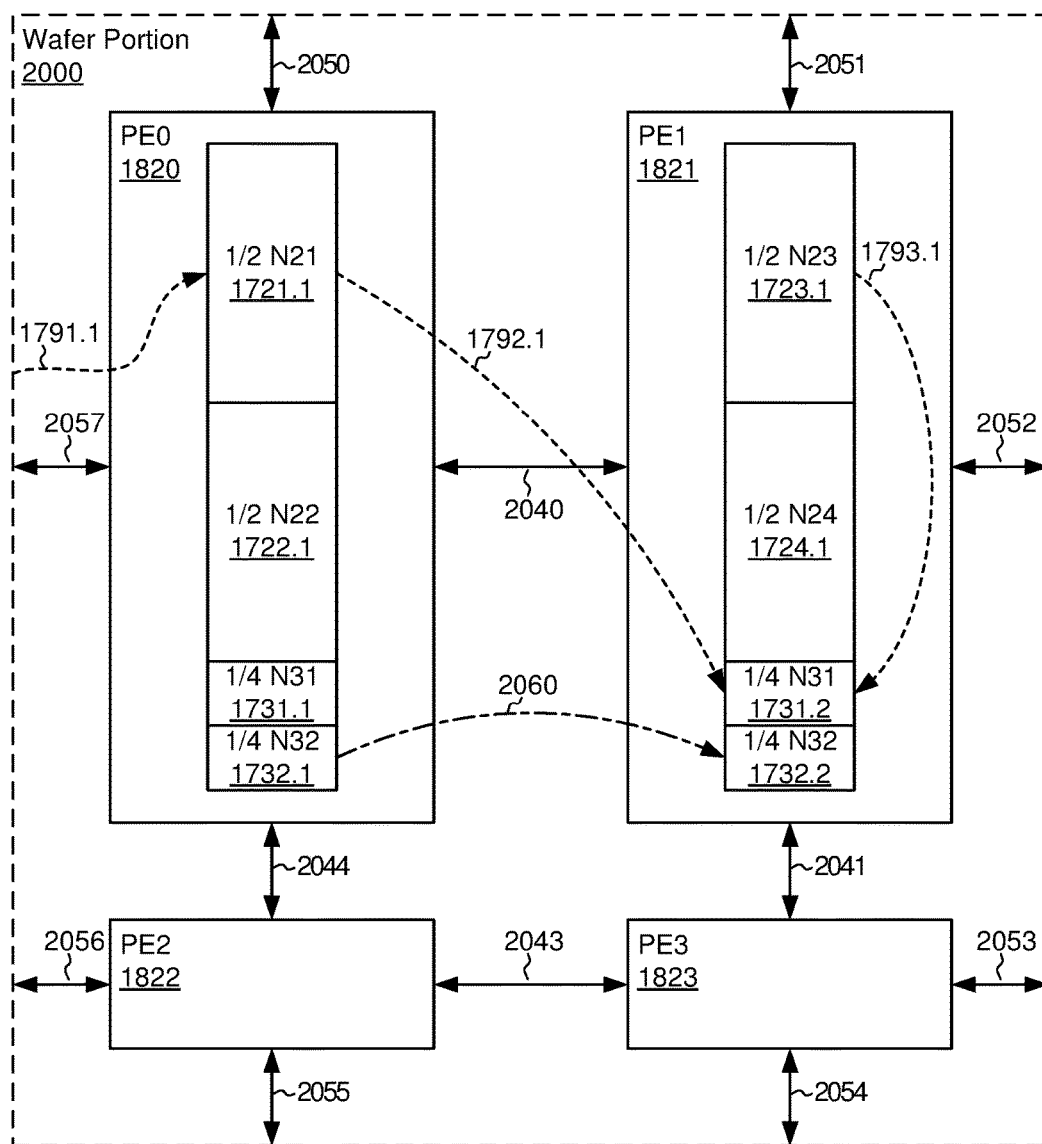 Wafer Portion
2000
2050
2051
PE0
1820
PE1
1821
1/2 N21
1721.1
1/2 N23
1723.1
1793.1
1791.1
1792.1
2057
2052
2040
1/2 N22
1722.1
1/2 N24
1724.1
1/4 N31
1731.1
2060
1/4 N31
1731.2
1/4 N32
1732.1
1/4 N32
1732.2
2044
2041
2056
PE2
1822
2043
PE3
1823
2053
2055
2054